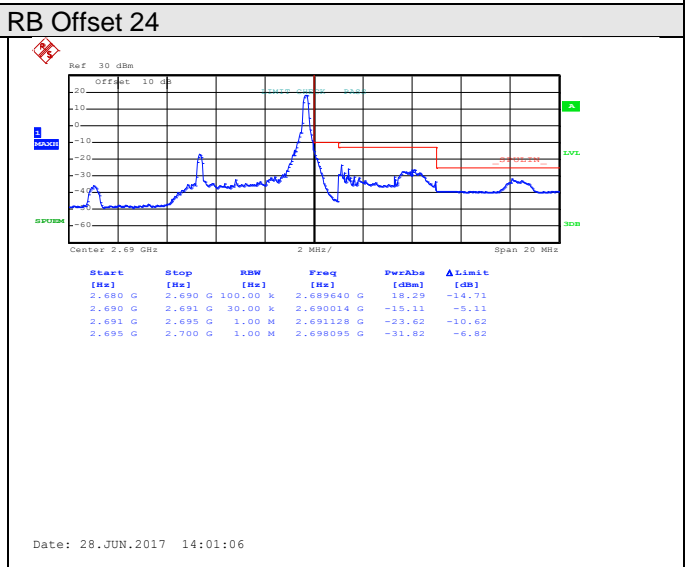 RB Offset 24
R S
Ref 30 dBm
Offset 10 dB
LIMIT CHECK PASS
20
10
0
-10
-20
-30
-40
-60
A
1
MAXH
LVL
_SPULIN_
SPUEM
3DB
Center 2.69 GHz 2 MHz/ Span 20 MHz
Start Stop RBW Freq PwrAbs ΔLimit
[Hz] [Hz] [Hz] [Hz] [dBm] [dB]
2.680 G 2.690 G 100.00 k 2.689640 G 18.29 -14.71
2.690 G 2.691 G 30.00 k 2.690014 G -15.11 -5.11
2.691 G 2.695 G 1.00 M 2.691128 G -23.62 -10.62
2.695 G 2.700 G 1.00 M 2.698095 G -31.82 -6.82
Date: 28.JUN.2017 14:01:06